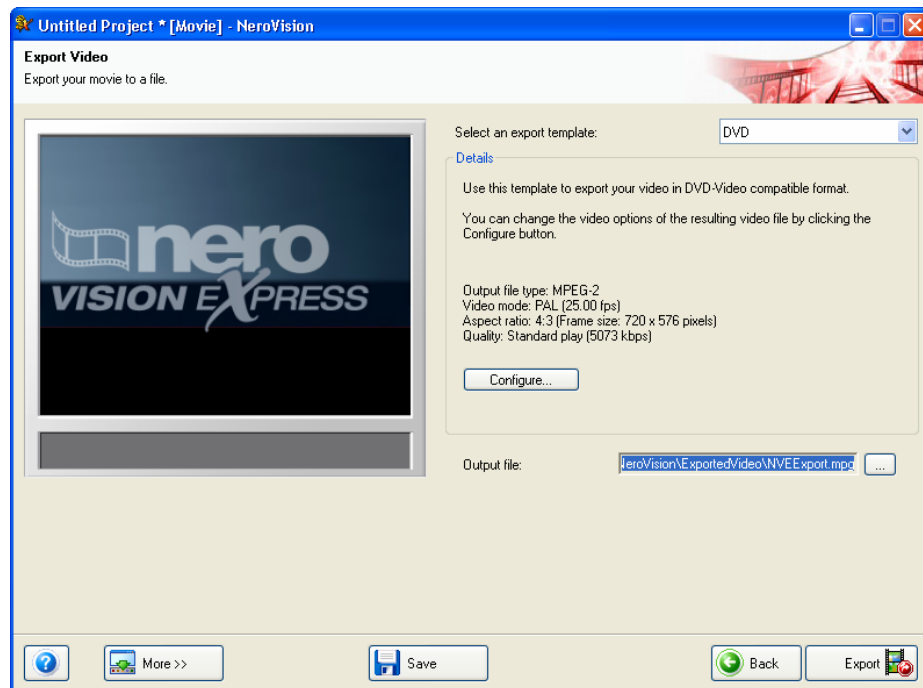 Untitled Project * [Movie] - NeroVision
Export Video
Export your movie to a file.
nero
VISION EXPRESS
Select an export template:
DVD
Details
Use this template to export your video in DVD-Video compatible format.
You can change the video options of the resulting video file by clicking the
Configure button.
Output file type: MPEG-2
Video mode: PAL (25.00 fps)
Aspect ratio: 4:3 (Frame size: 720 x 576 pixels)
Quality: Standard play (5073 kbps)
Configure...
Output file:
NeroVision\ExportedVideo\NVEExport.mpg
...
?
More >>
Save
Back
Export